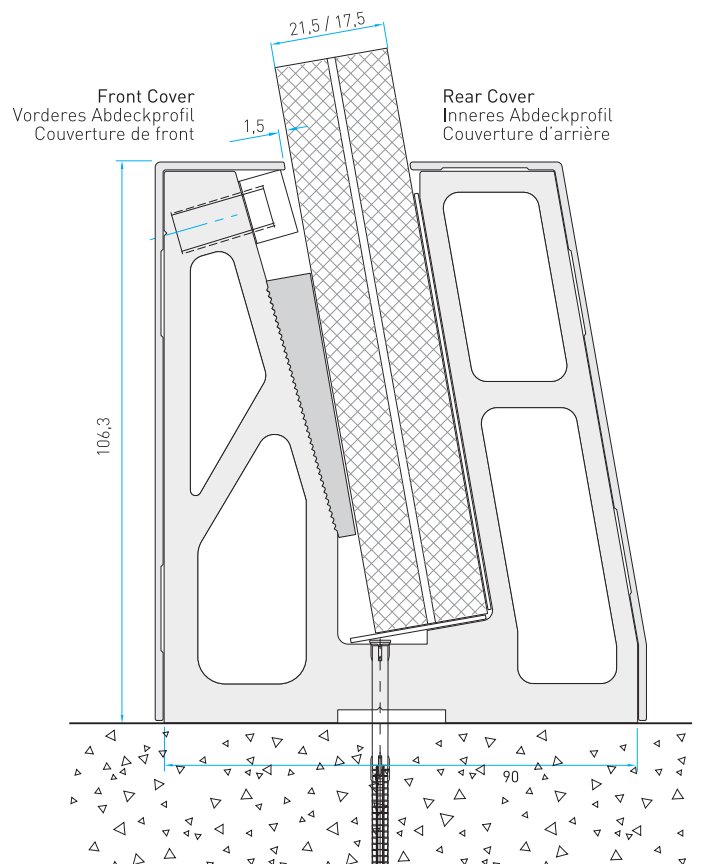 21,5 / 17,5
Front Cover
Vorderes Abdeckprofil
Couverture de front
1,5
Rear Cover
Inneres Abdeckprofil
Couverture d'arrière
106,3
90